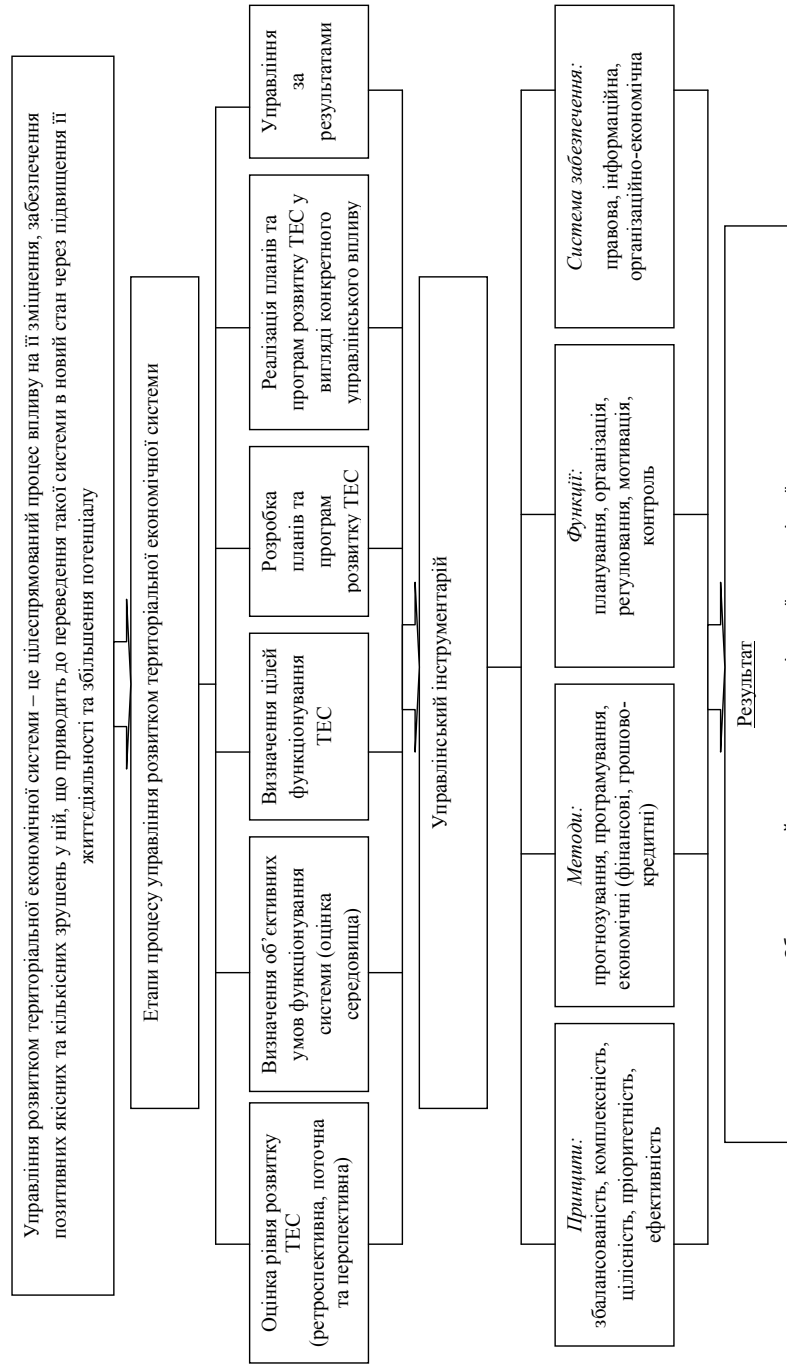 Управління розвитком територіальної економічної системи – це цілеспрямований процес впливу на її зміцнення, забезпечення
позитивних якісних та кількісних зрушень у ній, що приводить до переведення такої системи в новий стан через підвищення її
життєдіяльності та збільшення потенціалу
Етапи процесу управління розвитком територіальної економічної системи
Оцінка рівня розвитку
ТЕС
(ретроспективна, поточна
та перспективна)
Визначення об’єктивних
умов функціонування
системи (оцінка
середовища)
Визначення цілей
функціонування
ТЕС
Розробка
планів та
програм
розвитку ТЕС
Реалізація планів та
програм розвитку ТЕС у
вигляді конкретного
управлінського впливу
Управління
за
результатами
Управлінський інструментарій
Принципи:
збалансованість, комплексність,
цілісність, пріоритетність,
ефективність
Методи:
прогнозування, програмування,
економічні (фінансові, грошово-
кредитні)
Функції:
планування, організація,
регулювання, мотивація,
контроль
Система забезпечення:
правова, інформаційна,
організаційно-економічна
Результат